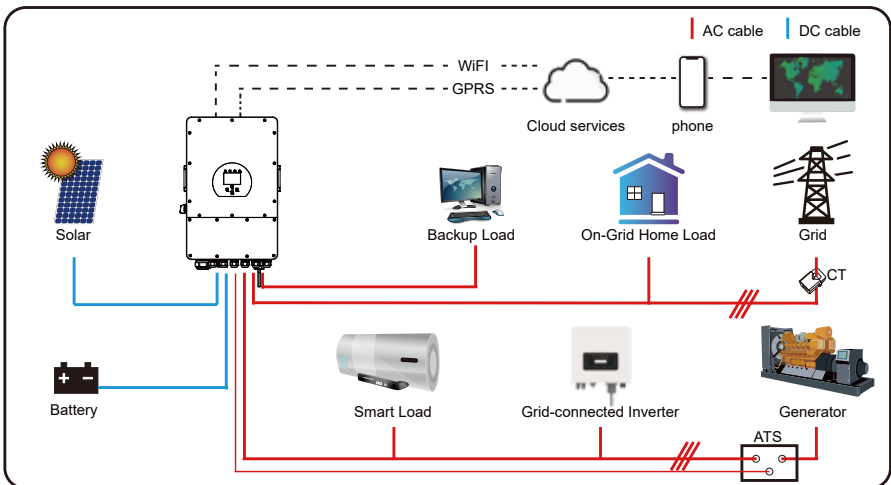 AC cable
DC cable
WiFI
GPRS
Cloud services
phone
Solar
Backup Load
On-Grid Home Load
Grid
CT
Battery
Smart Load
Grid-connected Inverter
Generator
ATS